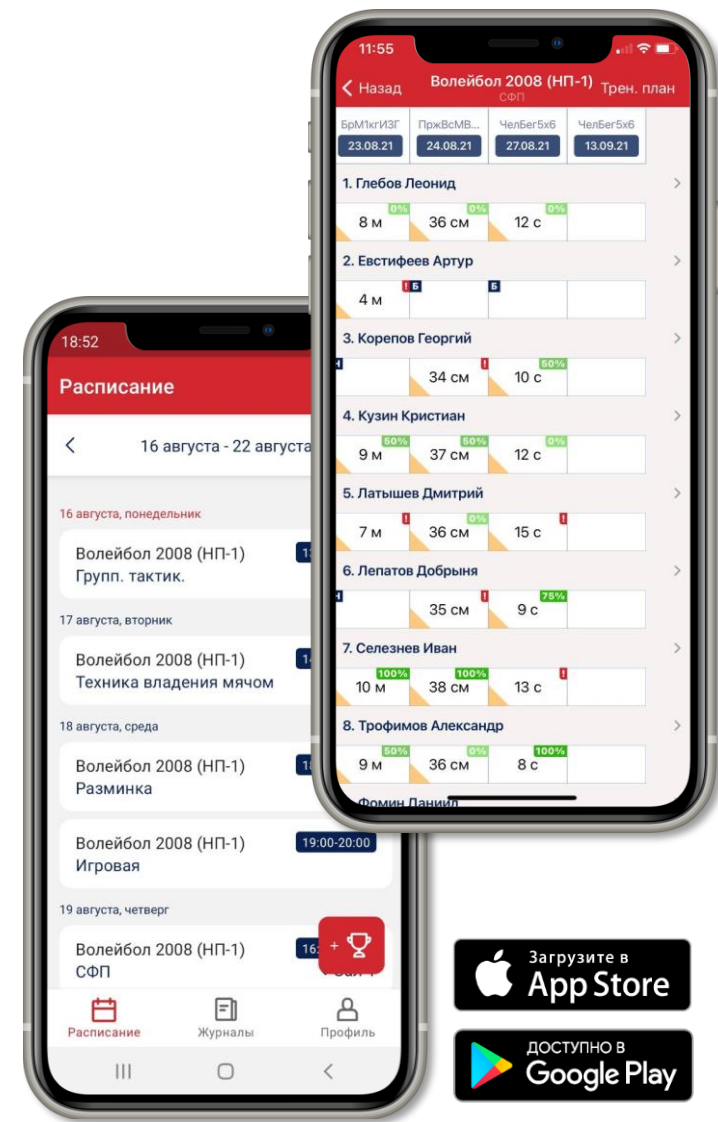 11:55
Назад
Волейбол 2008 (НП-1)
СФП
Трен. план
БрМ1кгИЗГ ПржВсМВ... ЧелБег5х6 ЧелБег5х6
23.08.21 24.08.21 27.08.21 13.09.21
1. Глебов Леонид
0% 0% 0%
8 м 36 см 12 с
2. Евстифеев Артур
! Б Б
4 м
3. Корепов Георгий
! 50%
34 см 10 с
4. Кузин Кристиан
50% 50% 0%
9 м 37 см 12 с
5. Латышев Дмитрий
! 0% !
7 м 36 см 15 с
6. Лепатов Добрыня
! 75%
35 см 9 с
7. Селезнев Иван
100% 100% !
10 м 38 см 13 с
8. Трофимов Александр
50% 0% 100%
9 м 36 см 8 с
Фомин Даниил
18:52
Расписание
16 августа - 22 августа
16 августа, понедельник
Волейбол 2008 (НП-1)
Групп. тактик.
17 августа, вторник
Волейбол 2008 (НП-1)
Техника владения мячом
18 августа, среда
Волейбол 2008 (НП-1)
Разминка
Волейбол 2008 (НП-1) 19:00-20:00
Игровая
19 августа, четверг
Волейбол 2008 (НП-1) 16:
СФП
+
Расписание Журналы Профиль
Загрузите в
App Store
ДОСТУПНО В
Google Play